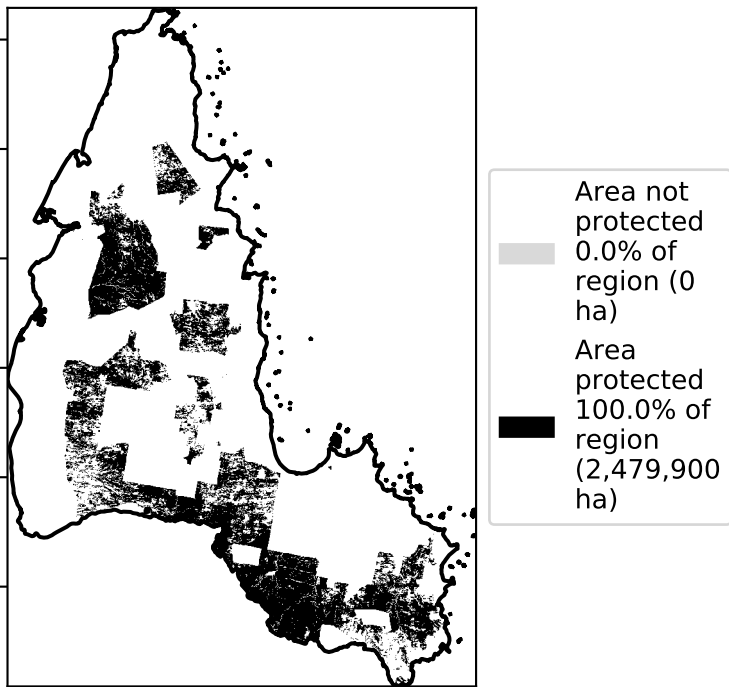 Area not
protected
0.0% of
region (0
ha)
Area
protected
100.0% of
region
(2,479,900
ha)